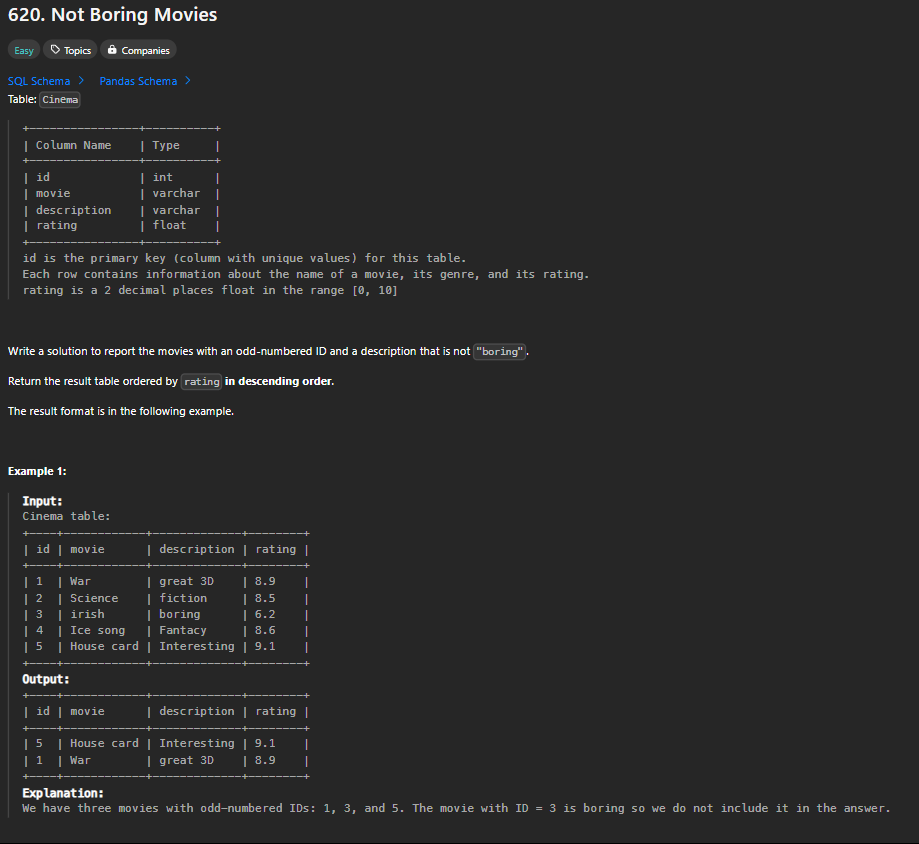 620. Not Boring Movies
Easy Topics Companies
SQL Schema > Pandas Schema >
Table: Cinema
+----------------+----------+
| Column Name    | Type     |
+----------------+----------+
| id             | int      |
| movie          | varchar  |
| description    | varchar  |
| rating         | float    |
+----------------+----------+
id is the primary key (column with unique values) for this table.
Each row contains information about the name of a movie, its genre, and its rating.
rating is a 2 decimal places float in the range [0, 10]
Write a solution to report the movies with an odd-numbered ID and a description that is not "boring".
Return the result table ordered by rating in descending order.
The result format is in the following example.
Example 1:
Input:
Cinema table:
+----+------------+-------------+--------+
| id | movie      | description | rating |
+----+------------+-------------+--------+
| 1  | War        | great 3D    | 8.9    |
| 2  | Science    | fiction     | 8.5    |
| 3  | irish      | boring      | 6.2    |
| 4  | Ice song   | Fantacy     | 8.6    |
| 5  | House card | Interesting | 9.1    |
+----+------------+-------------+--------+
Output:
+----+------------+-------------+--------+
| id | movie      | description | rating |
+----+------------+-------------+--------+
| 5  | House card | Interesting | 9.1    |
| 1  | War        | great 3D    | 8.9    |
+----+------------+-------------+--------+
Explanation:
We have three movies with odd-numbered IDs: 1, 3, and 5. The movie with ID = 3 is boring so we do not include it in the answer.